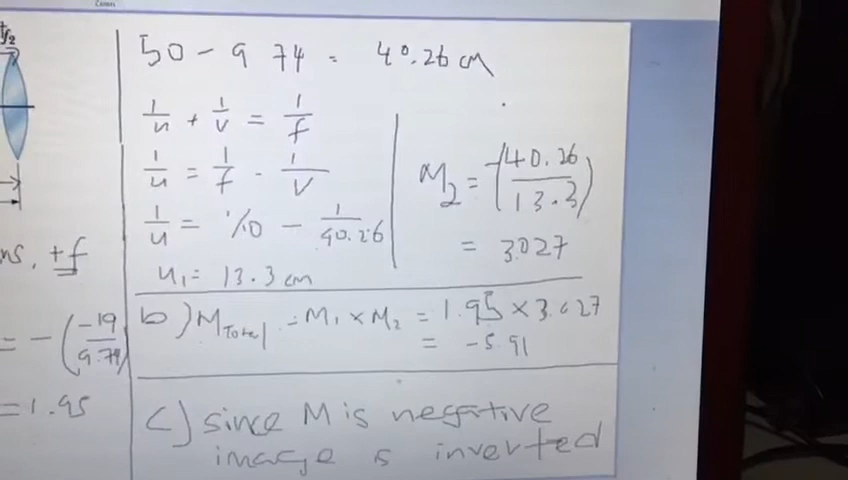 50 - 9 74 = 40.26 cm
1/u + 1/v = 1/f
1/u = 1/f - 1/v
1/u = 1/10 - 1/40.26
u1 = 13.3 cm
M2 = -(40.26/13.3)
= 3.027
b) MTotal = M1 × M2 = 1.95 × 3.027
= -5.91
c) since M is negative
image is inverted
f2
ns, +f
= -(-19/9.74)
= 1.95